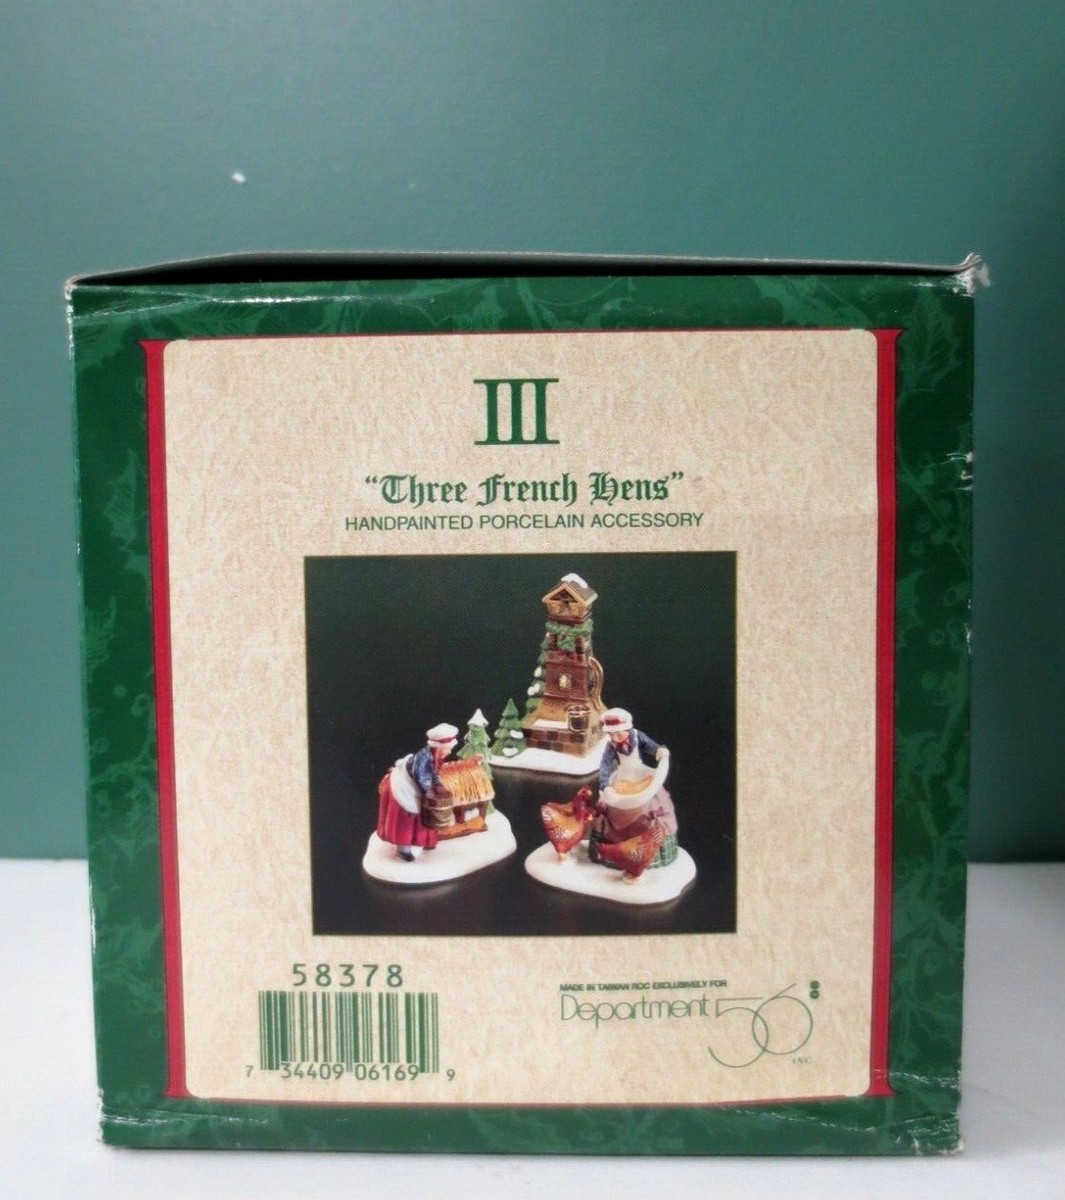 III
“Three French Hens”
HANDPAINTED PORCELAIN ACCESSORY
58378
7 34409 06169 9
MADE IN TAIWAN ROC EXCLUSIVELY FOR
Department 56
INC.